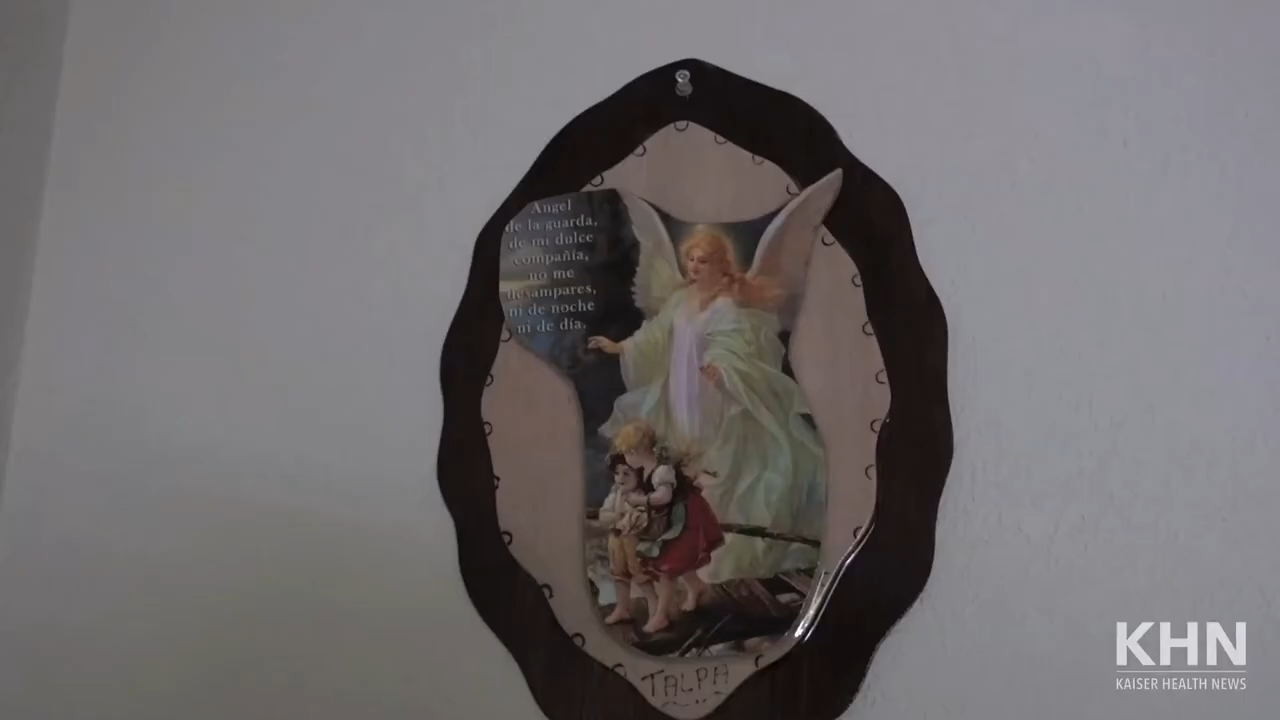 Angel
de la guarda,
de mi dulce
compañía,
no me
desampares,
ni de noche
ni de día.
TALPA
KHN
KAISER HEALTH NEWS